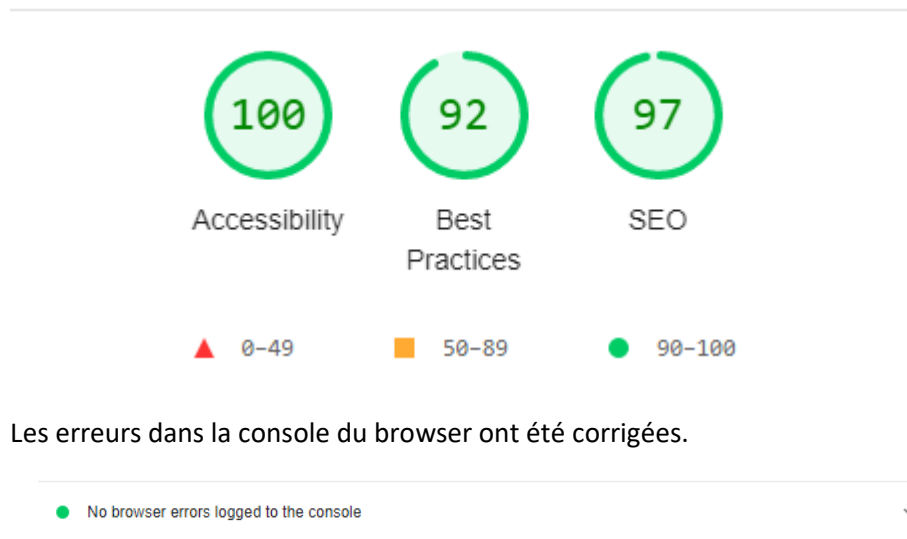 100 92 97
Accessibility Best Practices SEO
0–49 50–89 90–100
Les erreurs dans la console du browser ont été corrigées.
No browser errors logged to the console